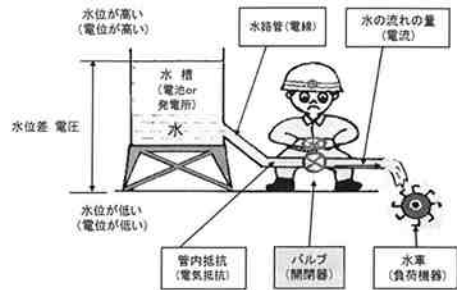 水位が高い
(電位が高い)
水路管(電線)
水の流れの量
(電流)
水 槽
(電池or
発電所)
水
水位差 電圧
水位が低い
(電位が低い)
管内抵抗
(電気抵抗)
バルブ
(開閉器)
水車
(負荷機器)